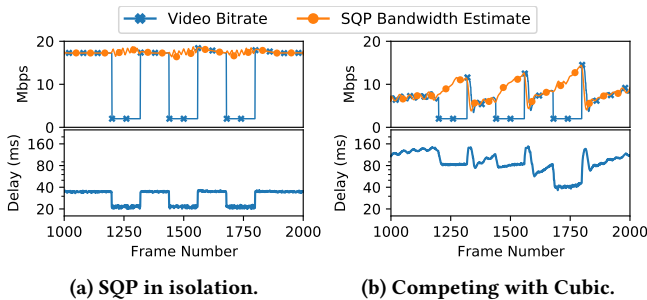 Video Bitrate SQP Bandwidth Estimate
20
10
0
Mbps
160
80
40
20
Delay (ms)
1000 1250 1500 1750 2000
Frame Number
(a) SQP in isolation.
20
10
0
Mbps
160
80
40
20
Delay (ms)
1000 1250 1500 1750 2000
Frame Number
(b) Competing with Cubic.